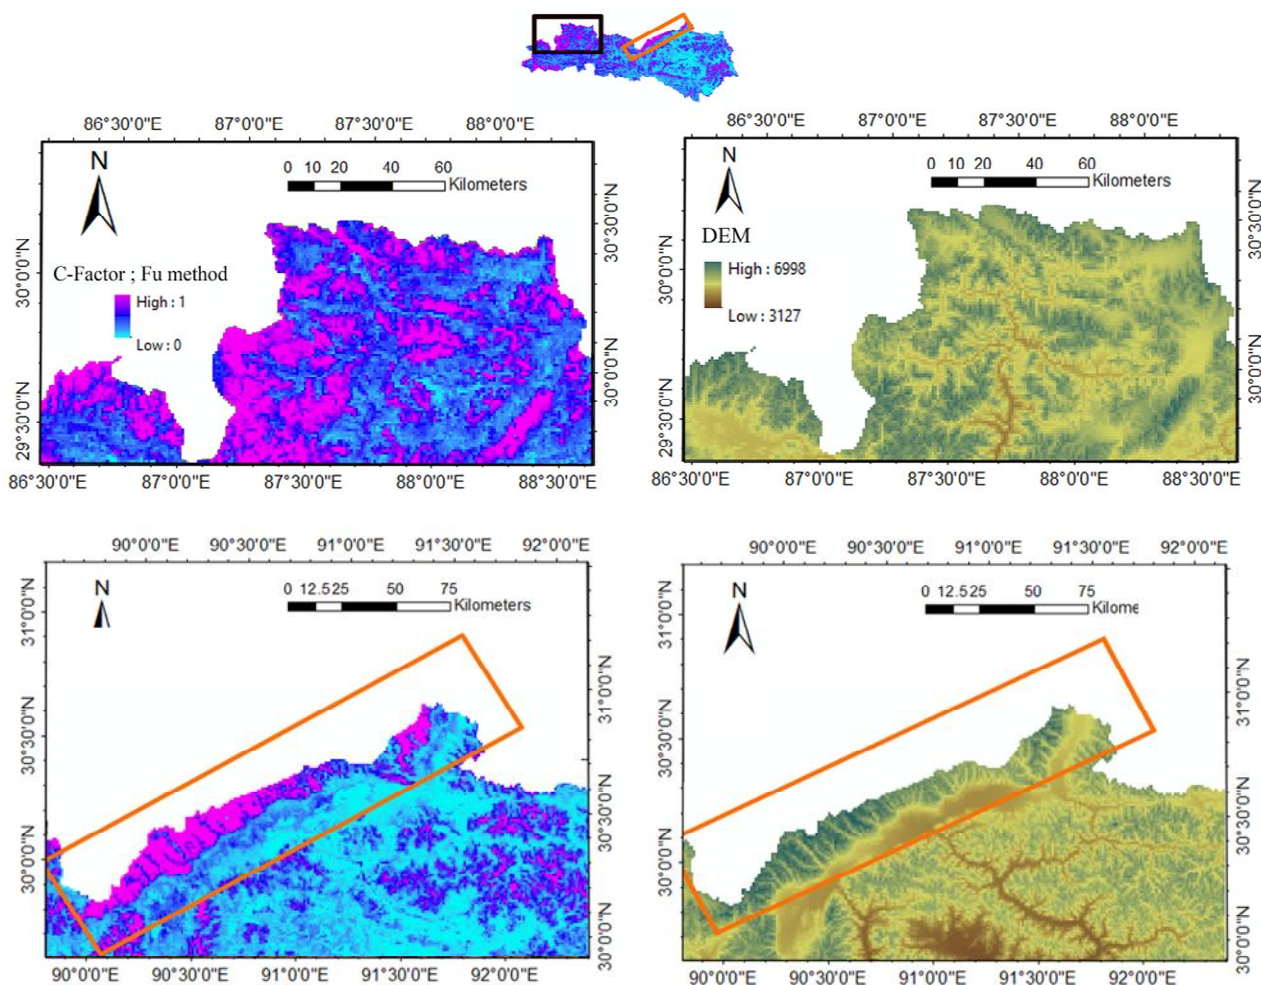 86°30'0"E 87°0'0"E 87°30'0"E 88°0'0"E
N
0 10 20 40 60
Kilometers
C-Factor ; Fu method
High : 1
Low : 0
30°0'0"N
29°30'0"N
30°30'0"N
30°0'0"N
86°30'0"E 87°0'0"E 87°30'0"E 88°0'0"E 88°30'0"E
86°30'0"E 87°0'0"E 87°30'0"E 88°0'0"E
N
0 10 20 40 60
Kilometers
DEM
High : 6998
Low : 3127
30°0'0"N
29°30'0"N
30°30'0"N
30°0'0"N
86°30'0"E 87°0'0"E 87°30'0"E 88°0'0"E 88°30'0"E
90°0'0"E 90°30'0"E 91°0'0"E 91°30'0"E 92°0'0"E
N
0 12.525 50 75
Kilometers
31°0'0"N
30°30'0"N
30°0'0"N
31°0'0"N
30°30'0"N
30°0'0"N
90°0'0"E 90°30'0"E 91°0'0"E 91°30'0"E 92°0'0"E
90°0'0"E 90°30'0"E 91°0'0"E 91°30'0"E 92°0'0"E
N
0 12.525 50 75
Kilome
31°0'0"N
30°30'0"N
30°0'0"N
31°0'0"N
30°30'0"N
30°0'0"N
90°0'0"E 90°30'0"E 91°0'0"E 91°30'0"E 92°0'0"E